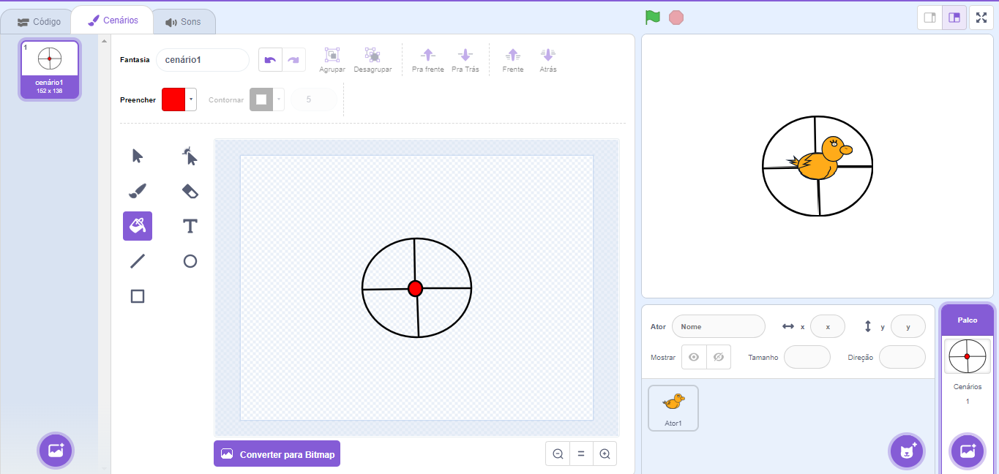 Código
Cenários
Sons
1
cenário1
152 x 138
Fantasia
cenário1
Agrupar
Desagrupar
Pra frente
Pra Trás
Frente
Atrás
Preencher
Contornar
5
T
Converter para Bitmap
=
Ator
Nome
x
x
y
y
Mostrar
Tamanho
Direção
Ator1
Palco
Cenários
1